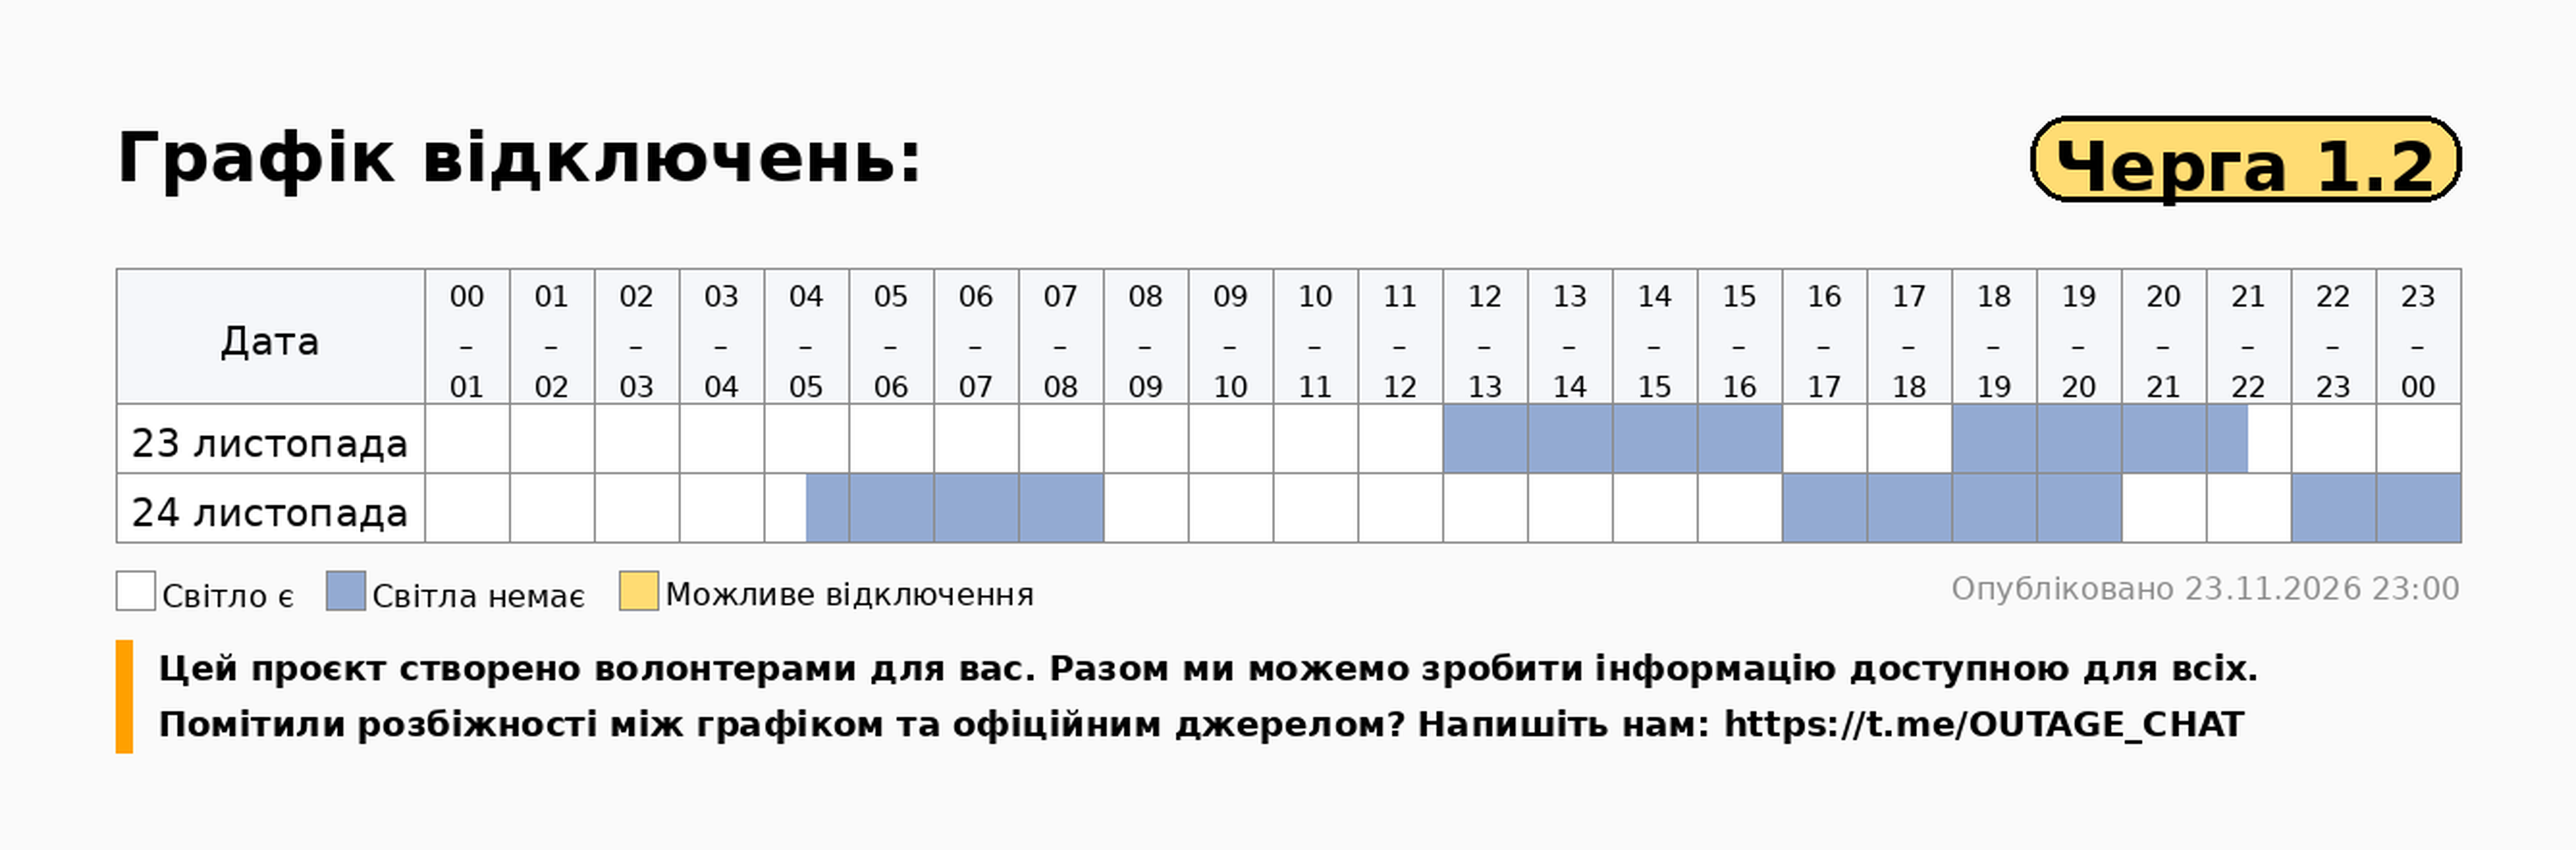 Графік відключень:
Черга 1.2
Дата 00 – 01 01 – 02 02 – 03 03 – 04 04 – 05 05 – 06 06 – 07 07 – 08 08 – 09 09 – 10 10 – 11 11 – 12 12 – 13 13 – 14 14 – 15 15 – 16 16 – 17 17 – 18 18 – 19 19 – 20 20 – 21 21 – 22 22 – 23 23 – 00
23 листопада
24 листопада
Світло є Світла немає Можливе відключення
Опубліковано 23.11.2026 23:00
Цей проєкт створено волонтерами для вас. Разом ми можемо зробити інформацію доступною для всіх.
Помітили розбіжності між графіком та офіційним джерелом? Напишіть нам: https://t.me/OUTAGE_CHAT